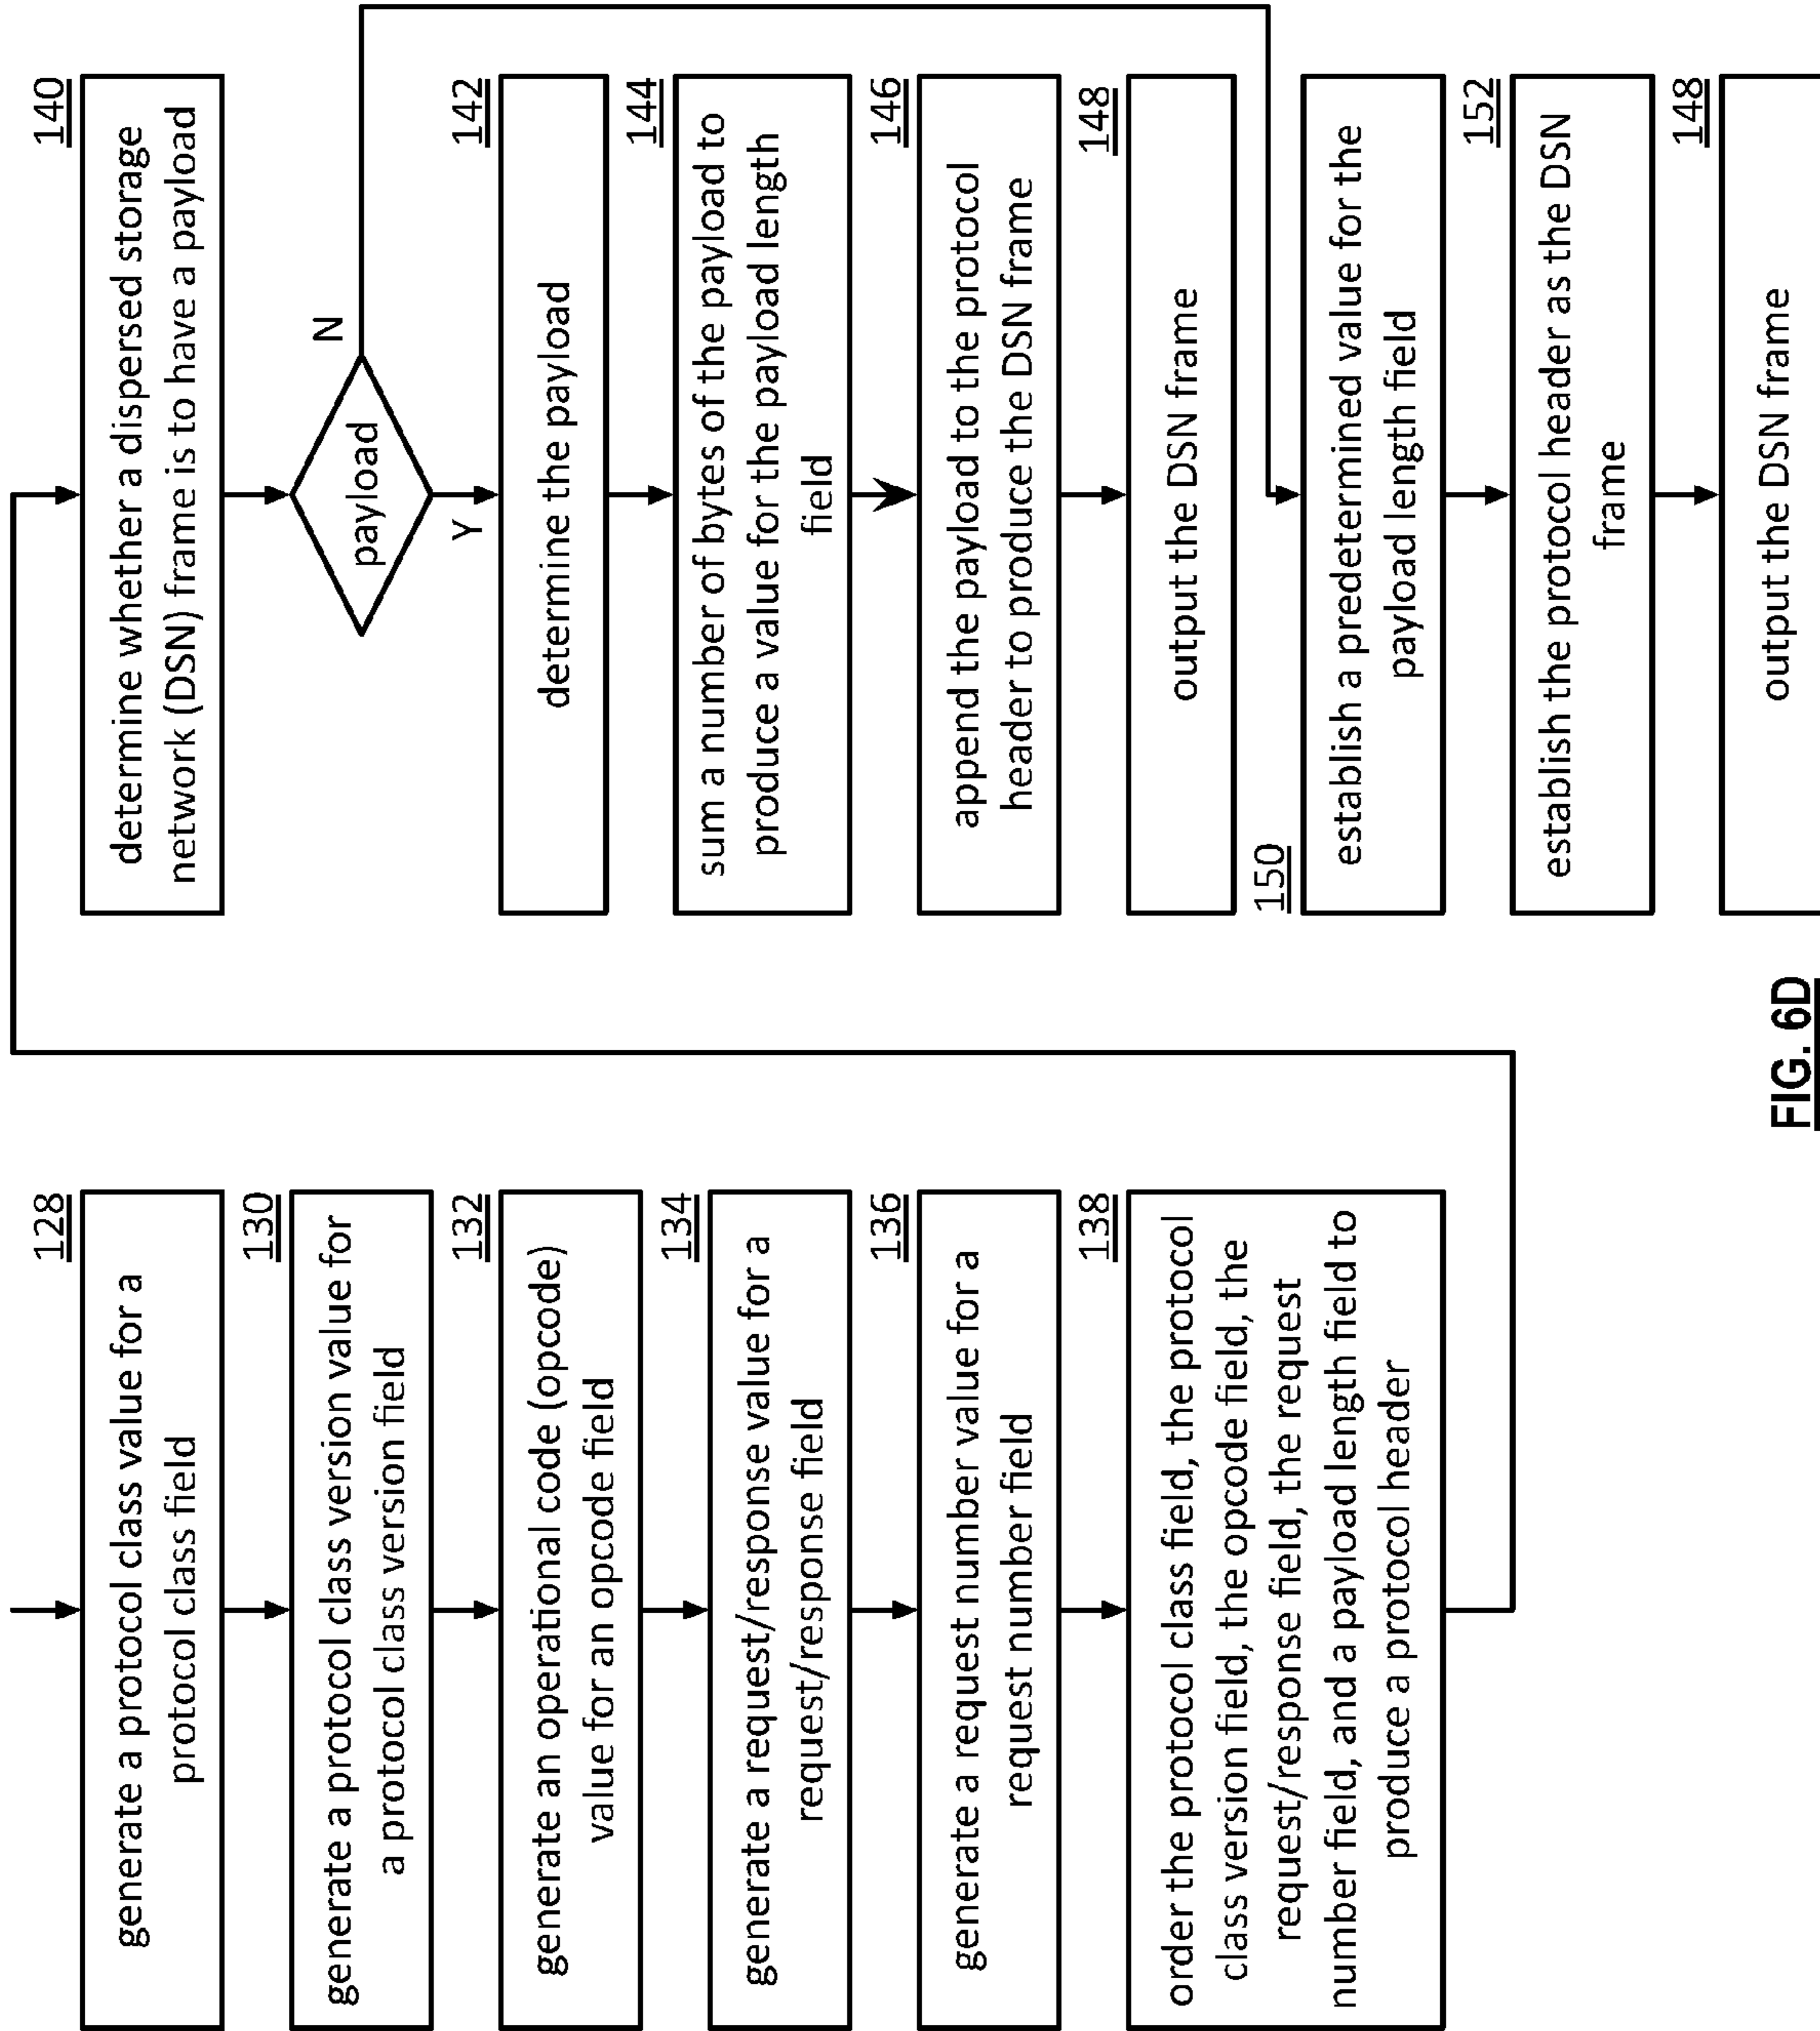 128
generate a protocol class value for a
protocol class field
130
generate a protocol class version value for
a protocol class version field
132
generate an operational code (opcode)
value for an opcode field
134
generate a request/response value for a
request/response field
136
generate a request number value for a
request number field
138
order the protocol class field, the protocol
class version field, the opcode field, the
request/response field, the request
number field, and a payload length field to
produce a protocol header
140
determine whether a dispersed storage
network (DSN) frame is to have a payload
payload
N
Y
142
determine the payload
144
sum a number of bytes of the payload to
produce a value for the payload length
field
146
append the payload to the protocol
header to produce the DSN frame
148
output the DSN frame
150
establish a predetermined value for the
payload length field
152
establish the protocol header as the DSN
frame
148
output the DSN frame
FIG. 6D